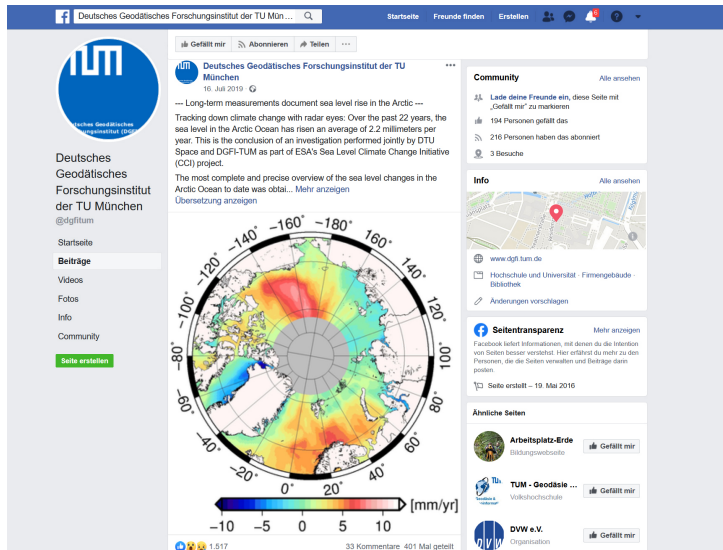 Deutsches Geodätisches Forschungsinstitut der TU Mün...
Startseite
Freunde finden
Erstellen
6
TUM
Deutsches Geodätisches
Forschungsinstitut (DGFI)
Deutsches
Geodätisches
Forschungsinstitut
der TU München
@dgfitum
Startseite
Beiträge
Videos
Fotos
Info
Community
Seite erstellen
Gefällt mir
Abonnieren
Teilen
Deutsches Geodätisches Forschungsinstitut der TU
München
16. Juli 2019
--- Long-term measurements document sea level rise in the Arctic ---
Tracking down climate change with radar eyes: Over the past 22 years, the
sea level in the Arctic Ocean has risen an average of 2.2 millimeters per
year. This is the conclusion of an investigation performed jointly by DTU
Space and DGFI-TUM as part of ESA's Sea Level Climate Change Initiative
(CCI) project.
The most complete and precise overview of the sea level changes in the
Arctic Ocean to date was obtai... Mehr anzeigen
Übersetzung anzeigen
−160° −180° 160°
−140° 140°
−120° 120°
−100° 100°
−80° 80°
−60° 60°
−40° 40°
−20° 0° 20°
[mm/yr]
−10 −5 0 5 10
1.517
33 Kommentare 401 Mal geteilt
Community
Alle ansehen
Lade deine Freunde ein, diese Seite mit
„Gefällt mir" zu markieren
194 Personen gefällt das
216 Personen haben das abonniert
3 Besuche
Info
Alle ansehen
www.dgfi.tum.de
Hochschule und Universität · Firmengebäude ·
Bibliothek
Änderungen vorschlagen
Seitentransparenz
Mehr anzeigen
Facebook liefert Informationen, mit denen du die Intention
von Seiten besser verstehst. Hier erfährst du mehr zu den
Personen, die die Seiten verwalten und Beiträge darin
posten.
Seite erstellt – 19. Mai 2016
Ähnliche Seiten
Arbeitsplatz-Erde
Bildungswebseite
Gefällt mir
TUM - Geodäsie ...
Volkshochschule
Gefällt mir
DVW e.V.
Organisation
Gefällt mir
DVW